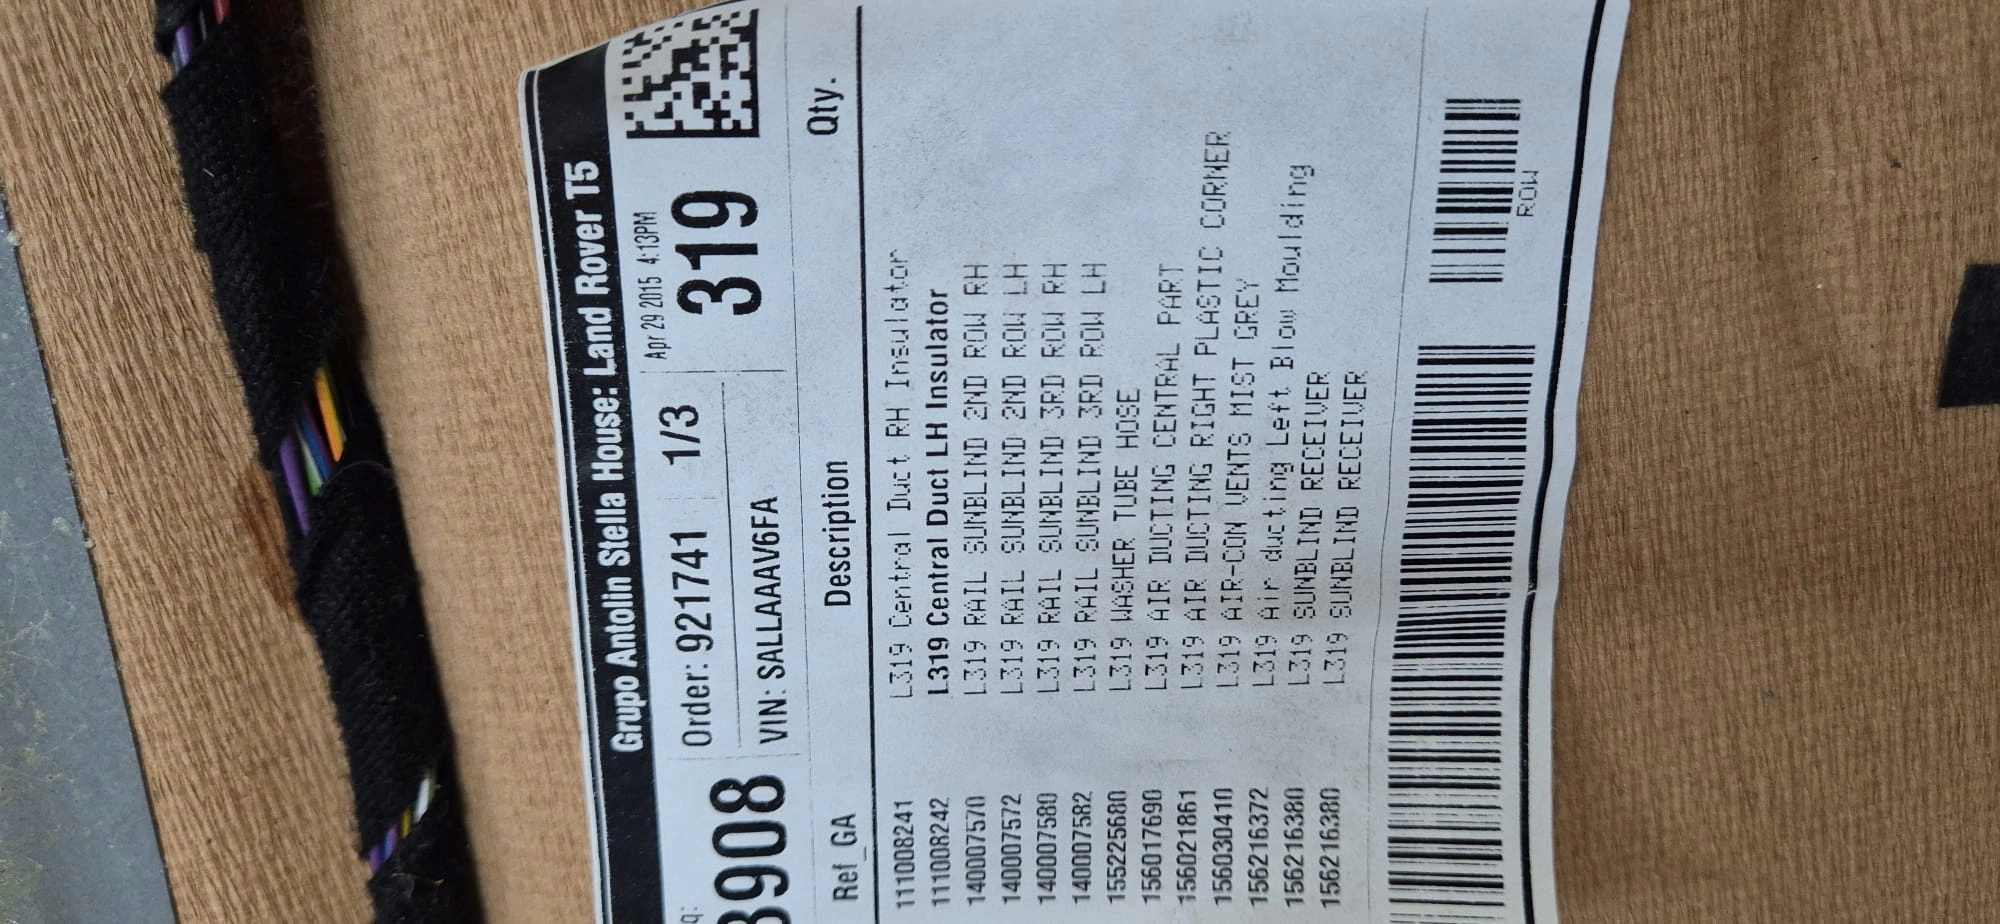 Grupo Antolin Stella House: Land Rover T5
q:
3908
Order: 921741 1/3
Apr 29 2015 4:13PM
319
VIN: SALLAAAV6FA
Ref_GA Description Qty.
111008241 L319 Central Duct RH Insulator
111008242 L319 Central Duct LH Insulator
140007570 L319 RAIL SUNBLIND 2ND ROW RH
140007572 L319 RAIL SUNBLIND 2ND ROW LH
140007580 L319 RAIL SUNBLIND 3RD ROW RH
140007582 L319 RAIL SUNBLIND 3RD ROW LH
155225680 L319 WASHER TUBE HOSE
156017690 L319 AIR DUCTING CENTRAL PART
156021861 L319 AIR DUCTING RIGHT PLASTIC CORNER
156030410 L319 AIR-CON VENTS MIST GREY
156216372 L319 Air ducting Left Blow Moulding
156216380 L319 SUNBLIND RECEIVER
156216380 L319 SUNBLIND RECEIVER
ROW